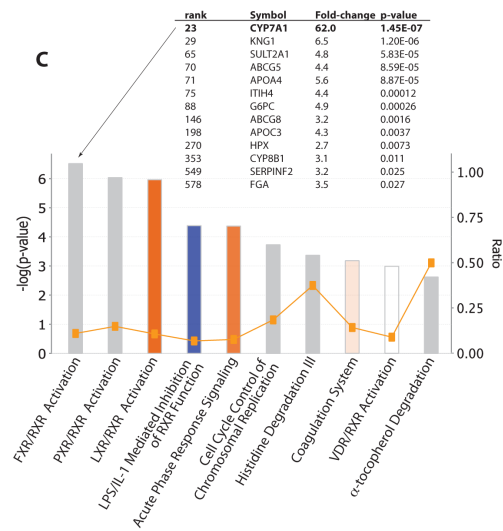 C
rank Symbol Fold-change p-value
23 CYP7A1 62.0 1.45E-07
29 KNG1 6.5 1.20E-06
65 SULT2A1 4.8 5.83E-05
70 ABCG5 4.4 8.59E-05
71 APOA4 5.6 8.87E-05
75 ITIH4 4.4 0.00012
88 G6PC 4.9 0.00026
146 ABCG8 3.2 0.0016
198 APOC3 4.3 0.0037
270 HPX 2.7 0.0073
353 CYP8B1 3.1 0.011
549 SERPINF2 3.2 0.025
578 FGA 3.5 0.027
-log(p-value)
6
5
4
3
2
1
0
Ratio
1.00
0.75
0.50
0.25
0.00
FXR/RXR Activation
PXR/RXR Activation
LXR/RXR Activation
LPS/IL-1 Mediated Inhibition
of RXR Function
Acute Phase Response Signaling
Cell Cycle Control of
Chromosomal Replication
Histidine Degradation III
Coagulation System
VDR/RXR Activation
α-tocopherol Degradation